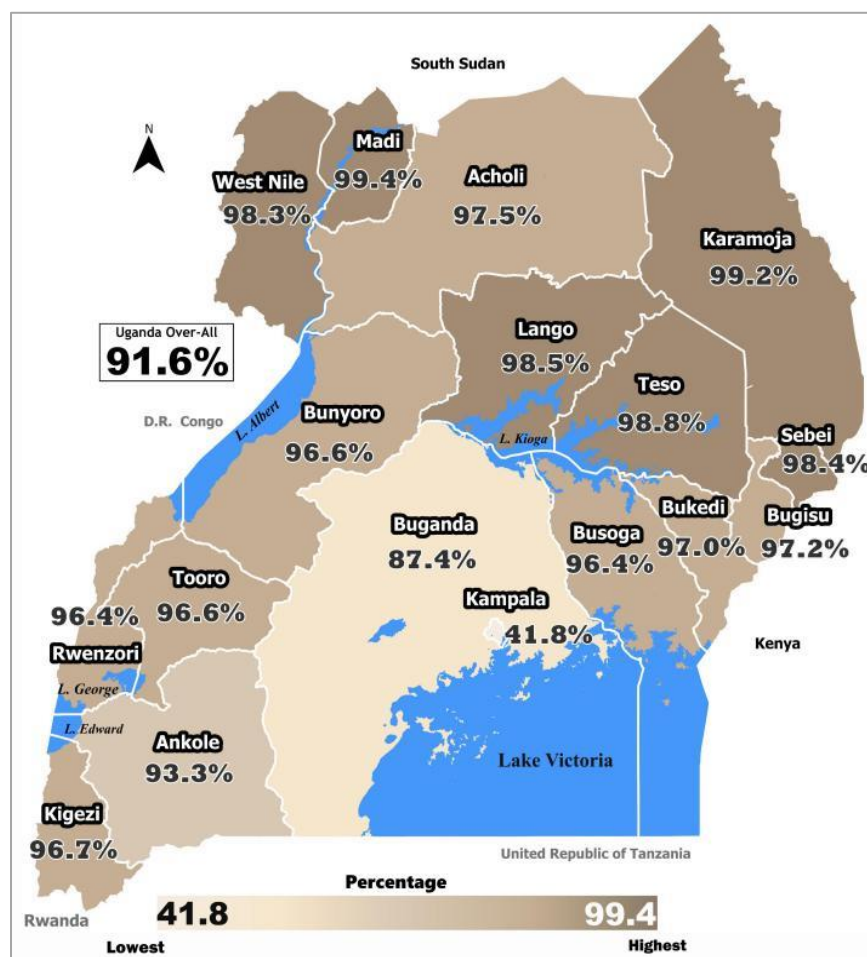 South Sudan
N
Madi
99.4%
West Nile
98.3%
Acholi
97.5%
Karamoja
99.2%
Uganda Over-All
91.6%
Lango
98.5%
Teso
98.8%
D.R. Congo
L. Albert
Bunyoro
96.6%
L. Kioga
Sebei
98.4%
Buganda
87.4%
Busoga
96.4%
Bukedi
97.0%
Bugisu
97.2%
Tooro
96.6%
96.4%
Rwenzori
Kampala
41.8%
Kenya
L. George
L. Edward
Ankole
93.3%
Lake Victoria
Kigezi
96.7%
United Republic of Tanzania
Percentage
41.8
99.4
Rwanda
Lowest
Highest